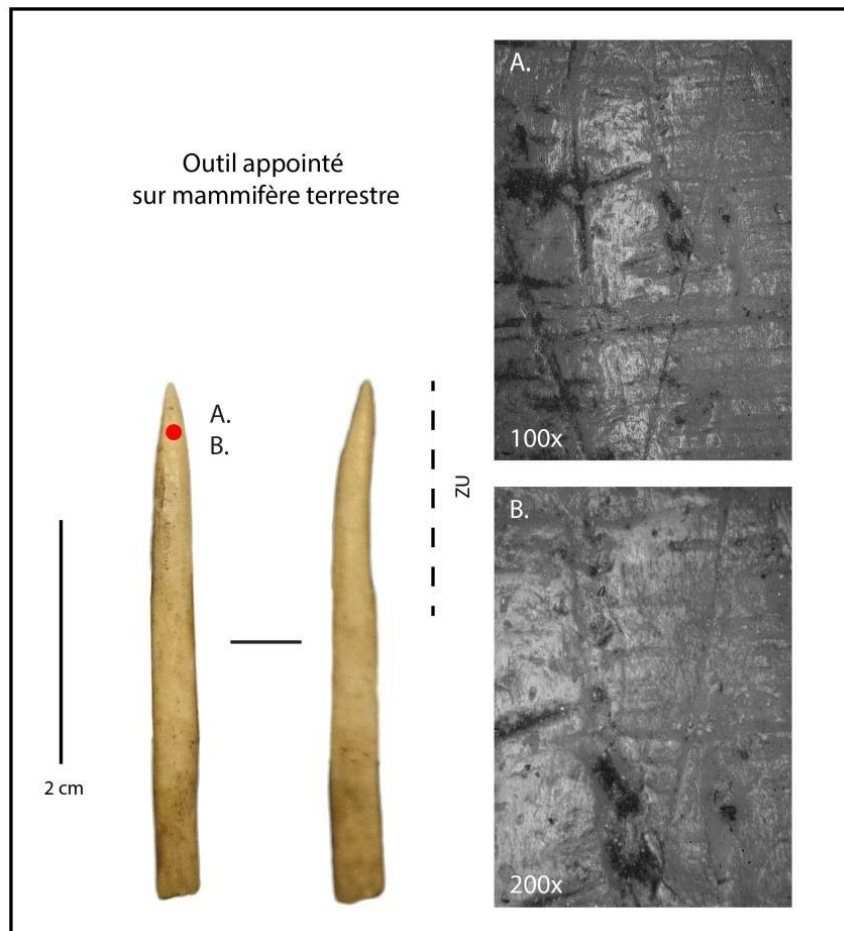 Outil appointé
sur mammifère terrestre
A.
B.
ZU
2 cm
A.
100x
B.
200x